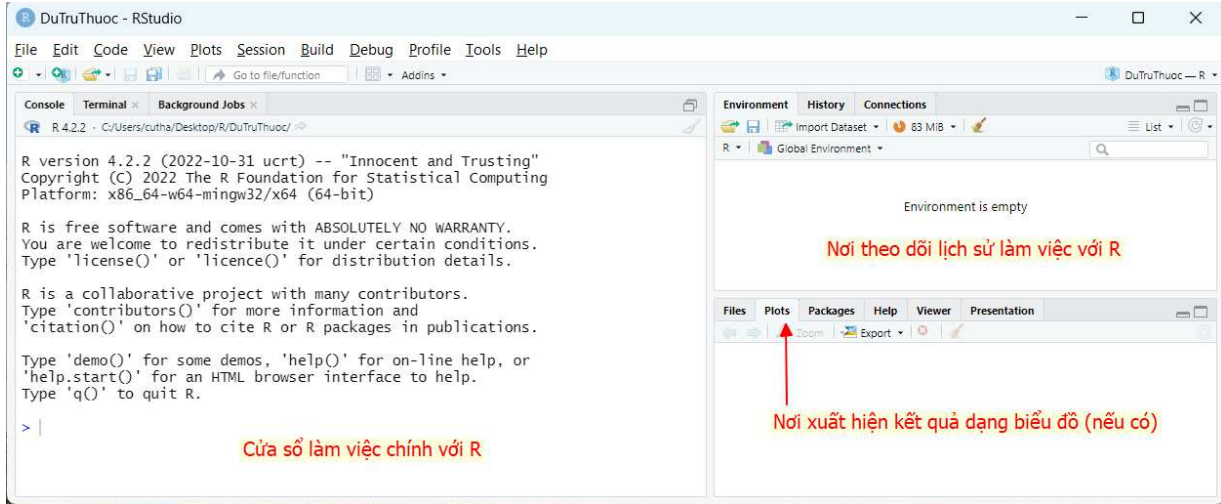 DuTruThuoc - RStudio
File Edit Code View Plots Session Build Debug Profile Tools Help
Go to file/function Addins DuTruThuoc — R
Console Terminal Background Jobs
R 4.2.2 · C:/Users/cutha/Desktop/R/DuTruThuoc/
R version 4.2.2 (2022-10-31 ucrt) -- "Innocent and Trusting"
Copyright (C) 2022 The R Foundation for Statistical Computing
Platform: x86_64-w64-mingw32/x64 (64-bit)
R is free software and comes with ABSOLUTELY NO WARRANTY.
You are welcome to redistribute it under certain conditions.
Type 'license()' or 'licence()' for distribution details.
R is a collaborative project with many contributors.
Type 'contributors()' for more information and
'citation()' on how to cite R or R packages in publications.
Type 'demo()' for some demos, 'help()' for on-line help, or
'help.start()' for an HTML browser interface to help.
Type 'q()' to quit R.
>
Cửa sổ làm việc chính với R
Environment History Connections
Import Dataset 83 MiB List
R Global Environment
Environment is empty
Nơi theo dõi lịch sử làm việc với R
Files Plots Packages Help Viewer Presentation
Zoom Export
Nơi xuất hiện kết quả dạng biểu đồ (nếu có)